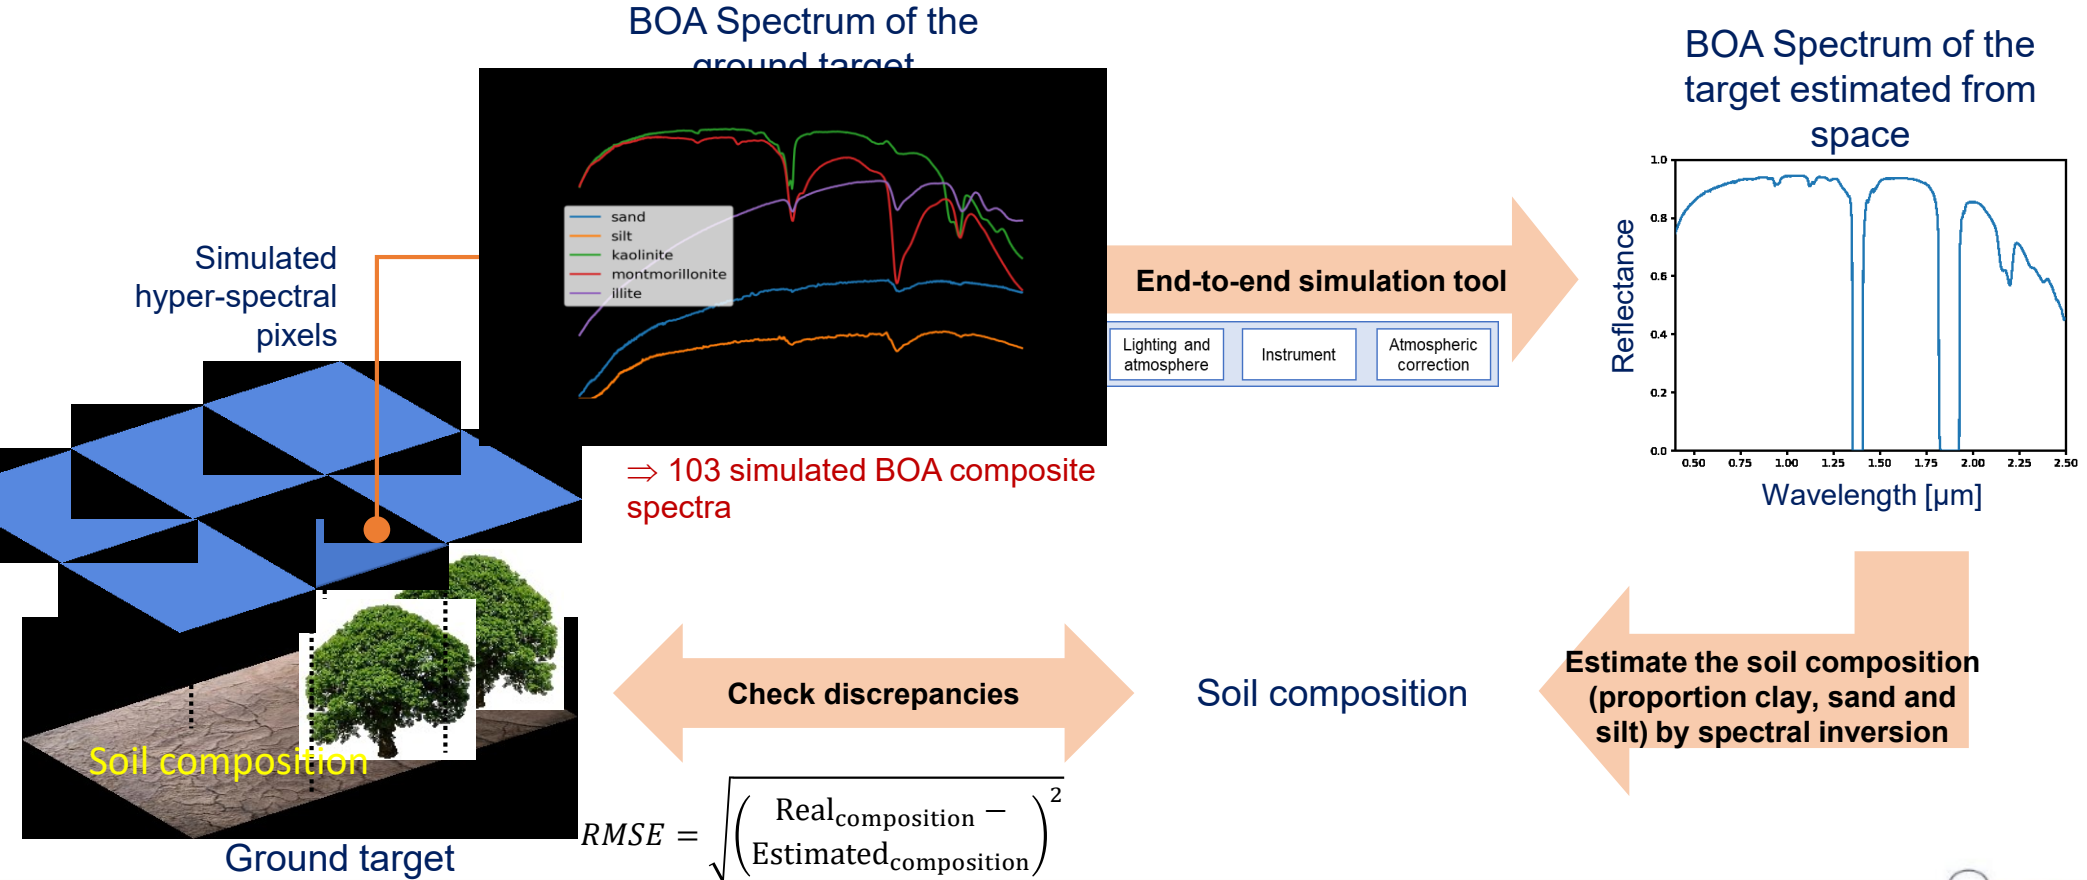 BOA Spectrum of the
ground target
sand
silt
kaolinite
montmorillonite
illite
⇒ 103 simulated BOA composite
spectra
Simulated
hyper-spectral
pixels
End-to-end simulation tool
Lighting and
atmosphere
Instrument
Atmospheric
correction
BOA Spectrum of the
target estimated from
space
Reflectance
1.0
0.8
0.6
0.4
0.2
0.0
0.50 0.75 1.00 1.25 1.50 1.75 2.00 2.25 2.50
Wavelength [µm]
Estimate the soil composition
(proportion clay, sand and
silt) by spectral inversion
Soil composition
Check discrepancies
RMSE = √(Real_composition − Estimated_composition)²
Soil composition
Ground target